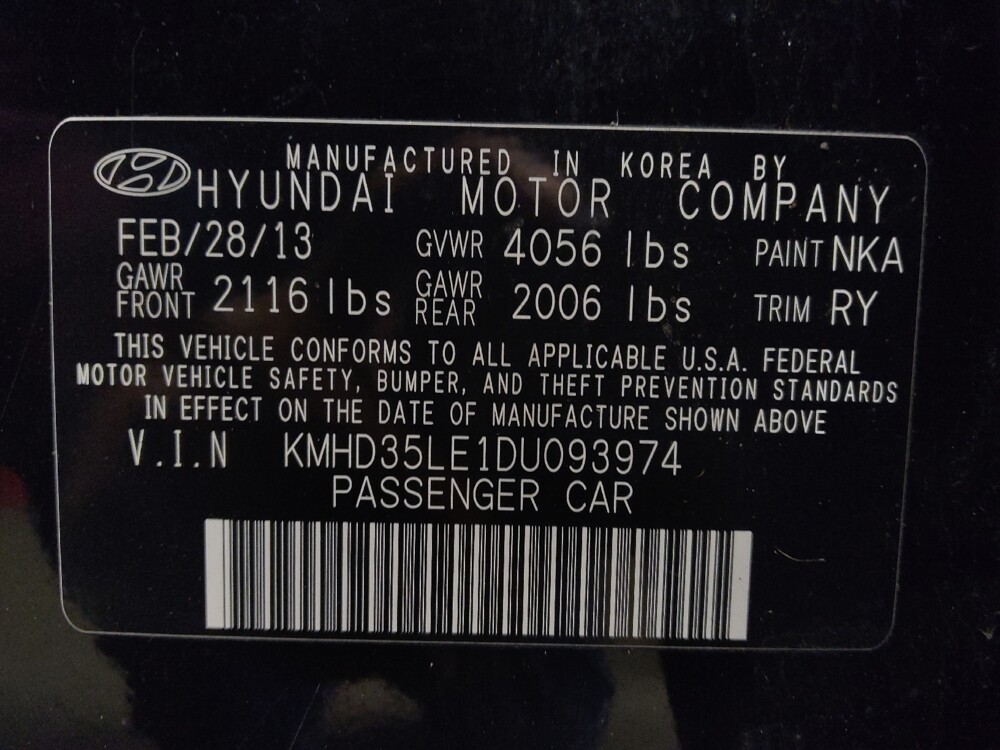 MANUFACTURED IN KOREA BY
HYUNDAI MOTOR COMPANY
FEB/28/13 GVWR 4056 lbs PAINT NKA
GAWR FRONT 2116 lbs GAWR REAR 2006 lbs TRIM RY
THIS VEHICLE CONFORMS TO ALL APPLICABLE U.S.A. FEDERAL
MOTOR VEHICLE SAFETY, BUMPER, AND THEFT PREVENTION STANDARDS
IN EFFECT ON THE DATE OF MANUFACTURE SHOWN ABOVE
V.I.N KMHD35LE1DU093974
PASSENGER CAR